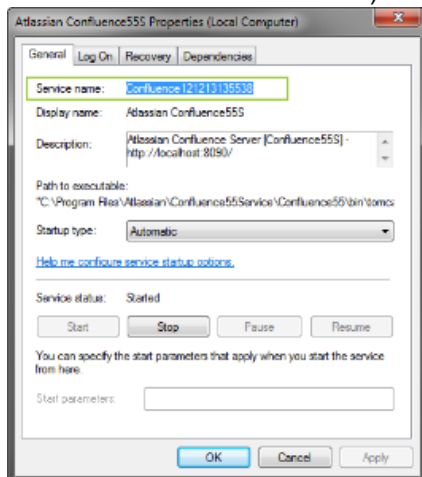 Atlassian Confluence55S Properties (Local Computer)
General Log On Recovery Dependencies
Service name: Confluence121213135538
Display name: Atlassian Confluence55S
Description: Atlassian Confluence Server [Confluence55S] -
http://localhost:8090/
Path to executable:
"C:\Program Files\Atlassian\Confluence55Service\Confluence55\bin\tomca
Startup type: Automatic
Help me configure service startup options.
Service status: Started
Start Stop Pause Resume
You can specify the start parameters that apply when you start the service
from here.
Start parameters:
OK Cancel Apply